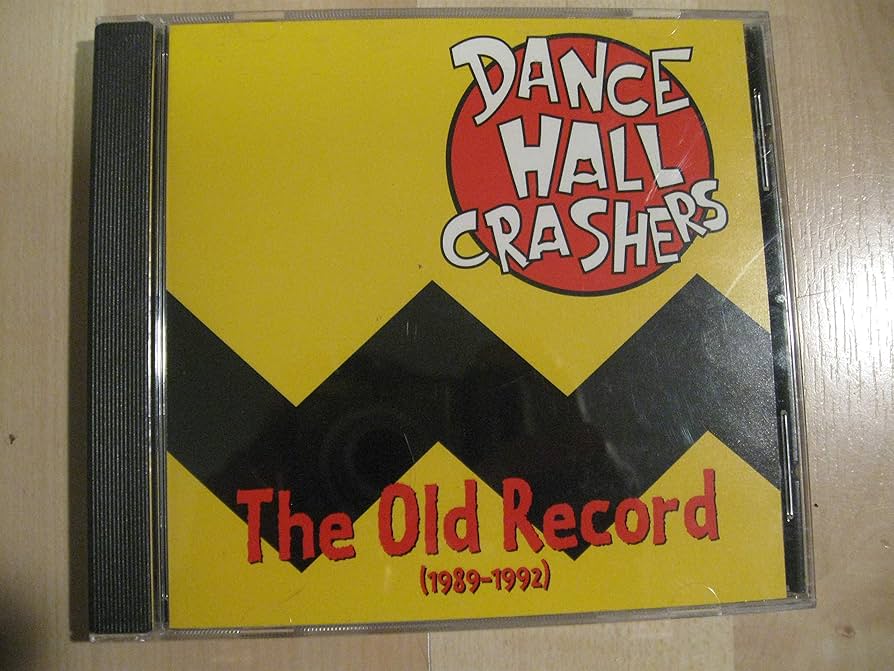 DANCE
HALL
CRASHERS
The Old Record
(1989-1992)